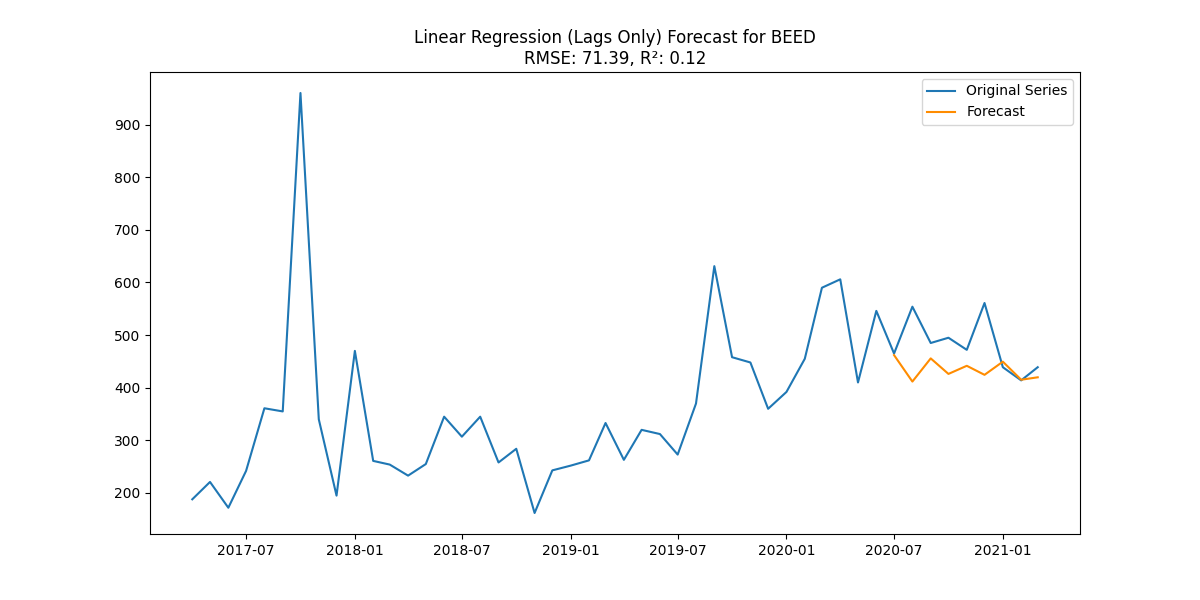 Linear Regression (Lags Only) Forecast for BEED
RMSE: 71.39, R²: 0.12
Original Series
Forecast
900
800
700
600
500
400
300
200
2017-07 2018-01 2018-07 2019-01 2019-07 2020-01 2020-07 2021-01